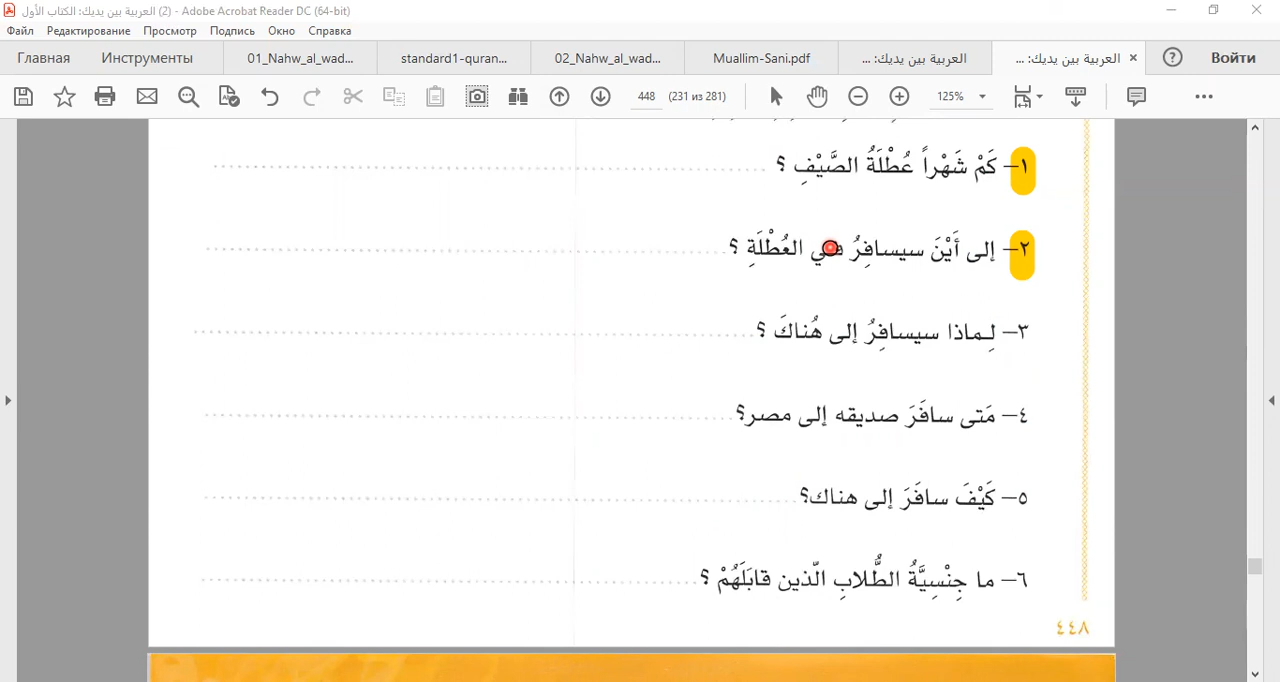 العربية بين يديك: الكتاب الأول (2) - Adobe Acrobat Reader DC (64-bit)
Файл Редактирование Просмотр Подпись Окно Справка
Главная Инструменты 01_Nahw_al_wad... standard1-complan... 02_Nahw_al_wad... Muallim-Sani.pdf العربية بين يديك: ... العربية بين يديك: ... × Войти
448 (231 из 281) 125%
١- كَمْ شَهْراً عُطْلَةُ الصَّيْفِ ؟
٢- إلى أَيْنَ سيسافِرُ في العُطْلَةِ ؟
٣- لِـماذا سيسافِرُ إلى هُناكَ ؟
٤- مَتى سافَرَ صديقه إلى مصر؟
٥- كَيْفَ سافَرَ إلى هناك؟
٦- ما جِنْسِيَّةُ الطُّلابِ الّذين قابَلَهُمْ ؟
٤٤٨